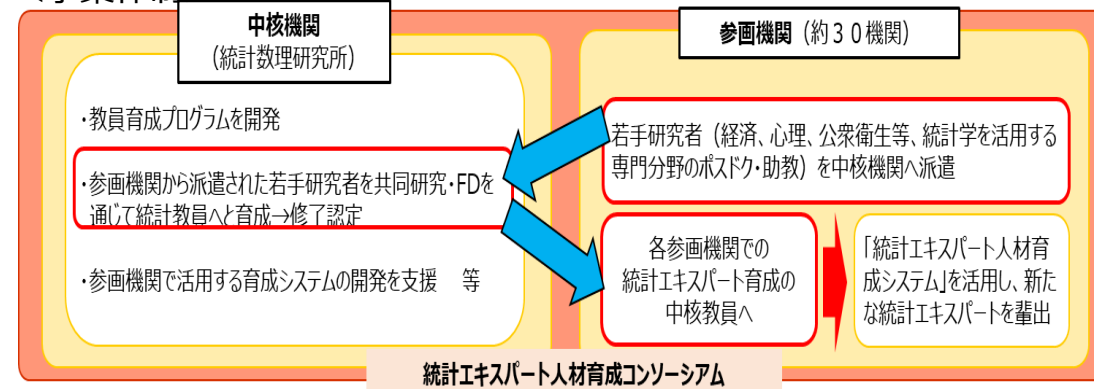 中核機関
(統計数理研究所)
・教員育成プログラムを開発
・参画機関から派遣された若手研究者を共同研究・FDを
通じて統計教員へと育成→修了認定
・参画機関で活用する育成システムの開発を支援 等
参画機関（約３０機関）
若手研究者（経済、心理、公衆衛生等、統計学を活用する
専門分野のポスドク・助教）を中核機関へ派遣
各参画機関での
統計エキスパート育成の
中核教員へ
「統計エキスパート人材育
成システム」を活用し、新た
な統計エキスパートを輩出
統計エキスパート人材育成コンソーシアム